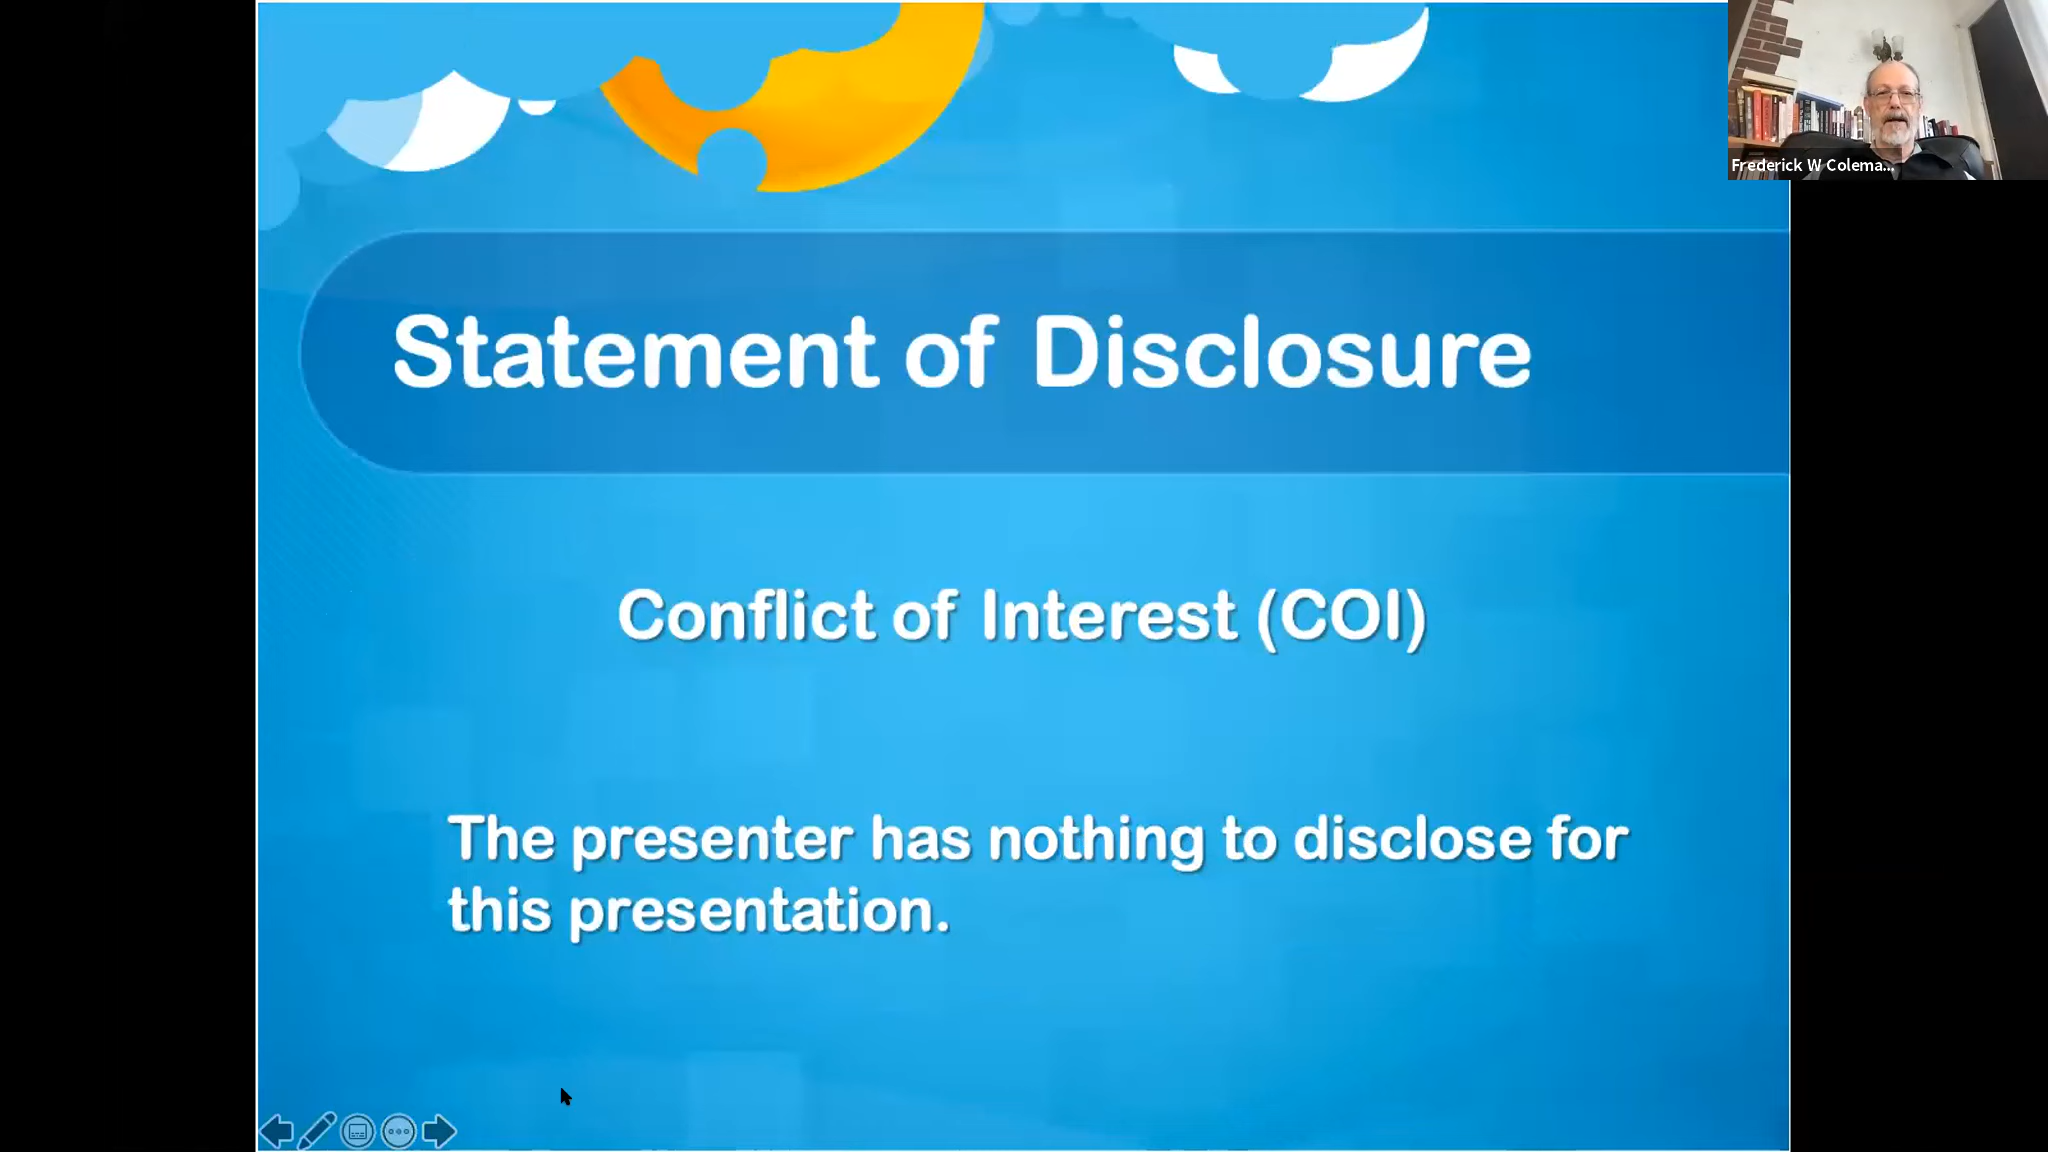 Frederick W Colema...
Statement of Disclosure
Conflict of Interest (COI)
The presenter has nothing to disclose for
this presentation.